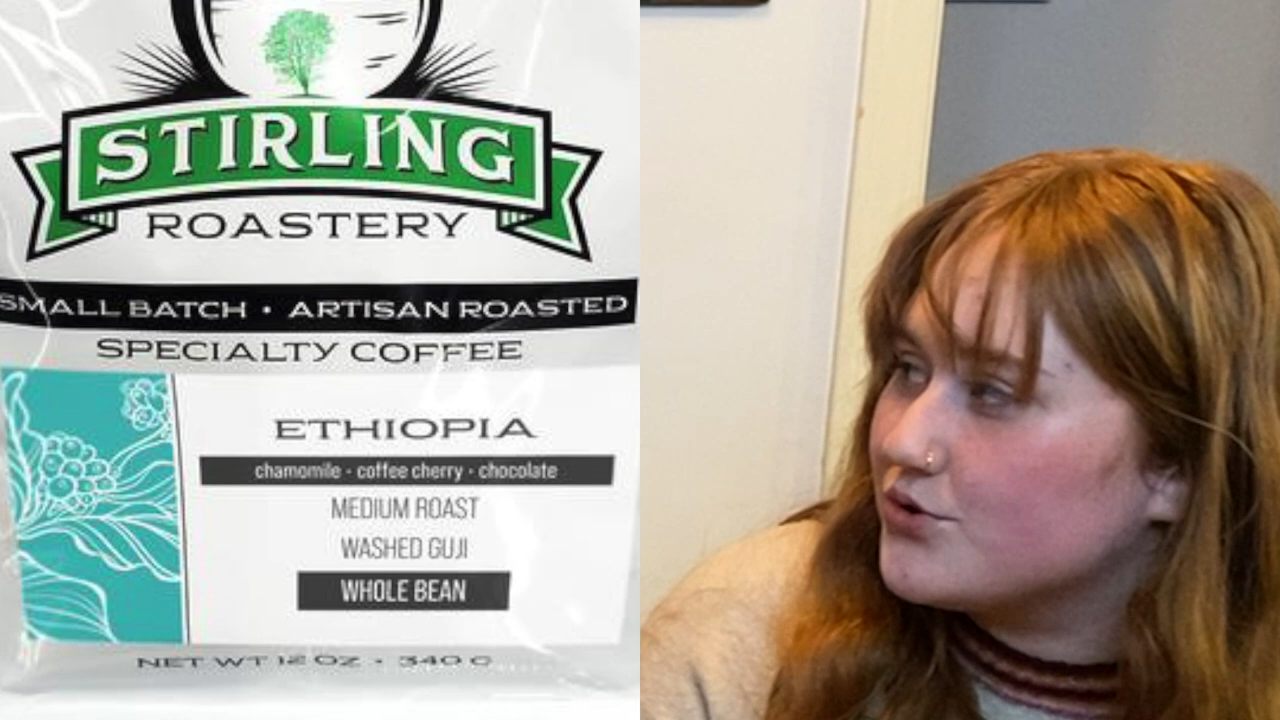 STIRLING
ROASTERY
SMALL BATCH • ARTISAN ROASTED
SPECIALTY COFFEE
ETHIOPIA
chamomile • coffee cherry • chocolate
MEDIUM ROAST
WASHED GUJI
WHOLE BEAN
NET WT 12 OZ • 340 G